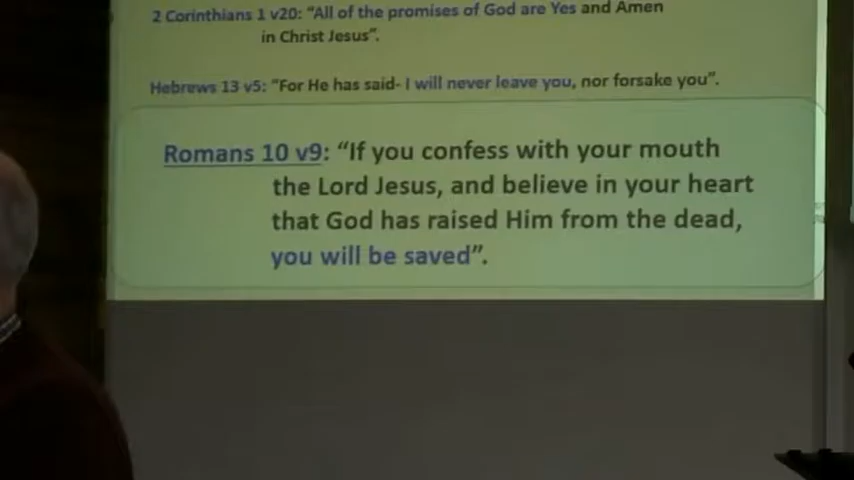 2 Corinthians 1 v20: “All of the promises of God are Yes and Amen
in Christ Jesus”.
Hebrews 13 v5: “For He has said- I will never leave you, nor forsake you”.
Romans 10 v9: “If you confess with your mouth
the Lord Jesus, and believe in your heart
that God has raised Him from the dead,
you will be saved”.